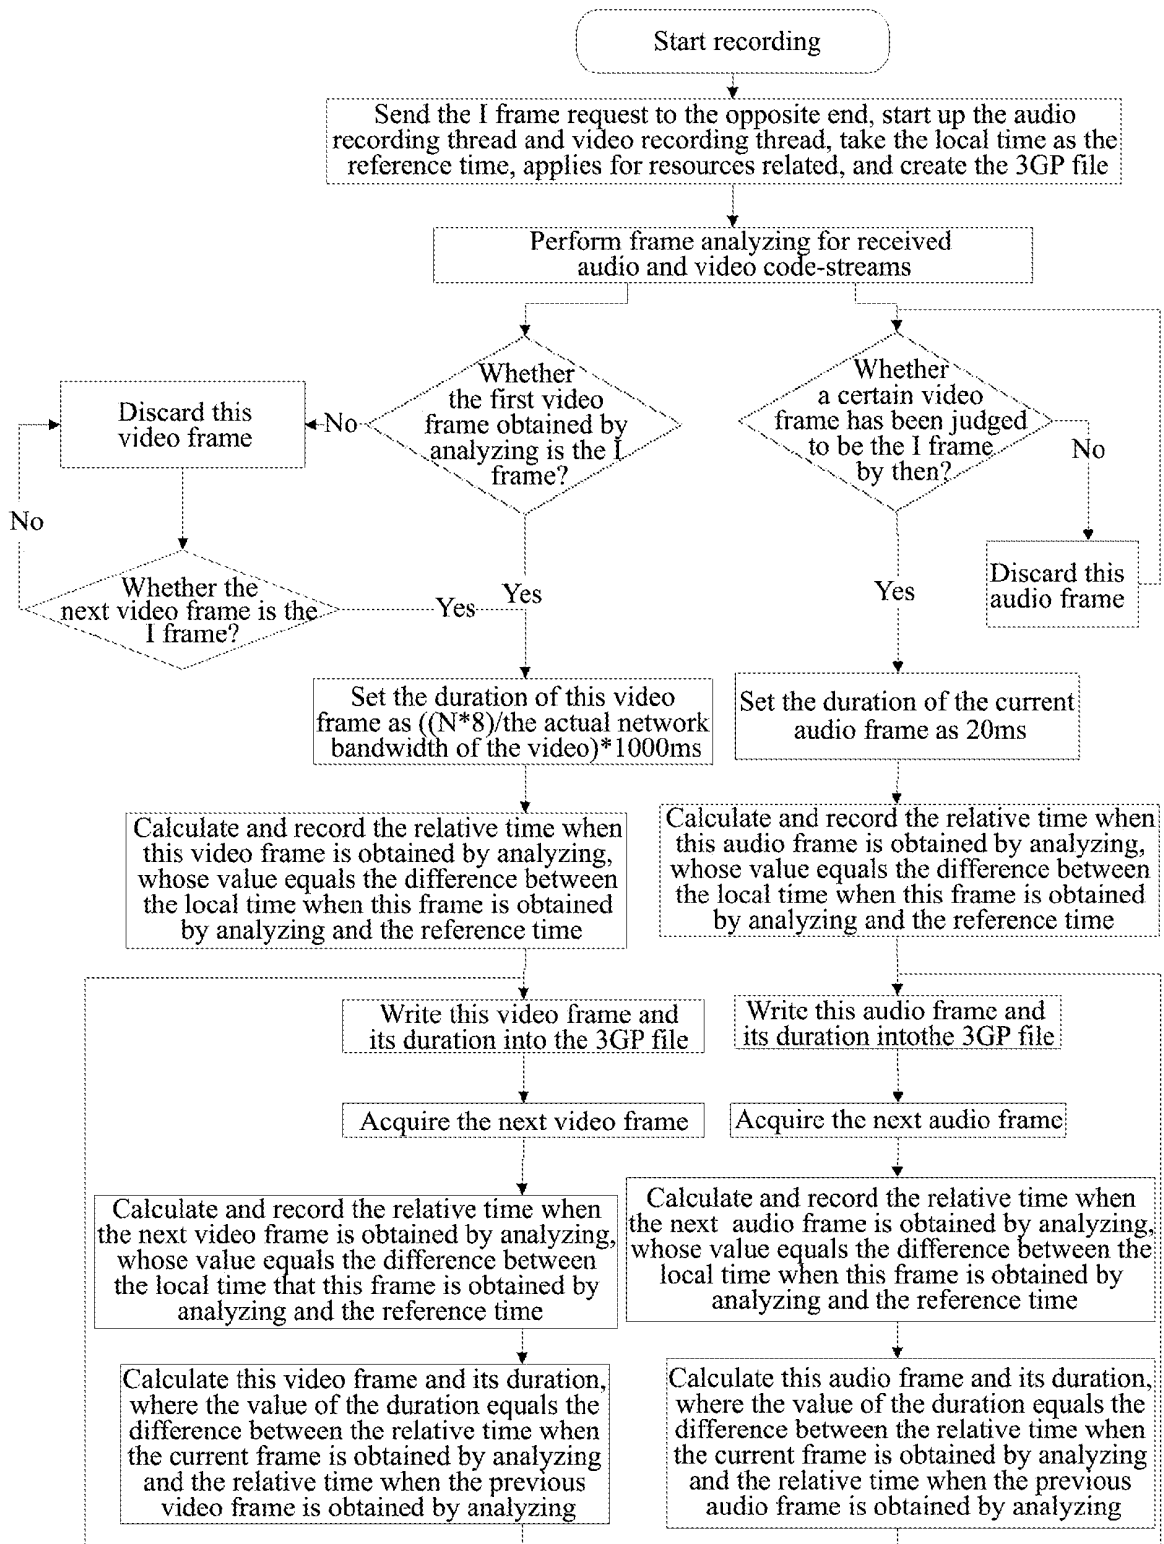 Start recording
Send the I frame request to the opposite end, start up the audio
recording thread and video recording thread, take the local time as the
reference time, applies for resources related, and create the 3GP file
Perform frame analyzing for received
audio and video code-streams
Whether
the first video
frame obtained by
analyzing is the I
frame?
Whether
a certain video
frame has been judged
to be the I frame
by then?
Discard this
video frame
No
No
No
Whether the
next video frame is the
I frame?
Yes
Yes
Yes
Discard this
audio frame
Set the duration of this video
frame as ((N*8)/the actual network
bandwidth of the video)*1000ms
Set the duration of the current
audio frame as 20ms
Calculate and record the relative time when
this video frame is obtained by analyzing,
whose value equals the difference between
the local time when this frame is obtained
by analyzing and the reference time
Calculate and record the relative time when
this audio frame is obtained by analyzing,
whose value equals the difference between
the local time when this frame is obtained
by analyzing and the reference time
Write this video frame and
its duration into the 3GP file
Write this audio frame and
its duration intothe 3GP file
Acquire the next video frame
Acquire the next audio frame
Calculate and record the relative time when
the next video frame is obtained by analyzing,
whose value equals the difference between
the local time that this frame is obtained by
analyzing and the reference time
Calculate and record the relative time when
the next audio frame is obtained by analyzing,
whose value equals the difference between the
local time when this frame is obtained by
analyzing and the reference time
Calculate this video frame and its duration,
where the value of the duration equals the
difference between the relative time when
the current frame is obtained by analyzing
and the relative time when the previous
video frame is obtained by analyzing
Calculate this audio frame and its duration,
where the value of the duration equals the
difference between the relative time when
the current frame is obtained by analyzing
and the relative time when the previous
audio frame is obtained by analyzing